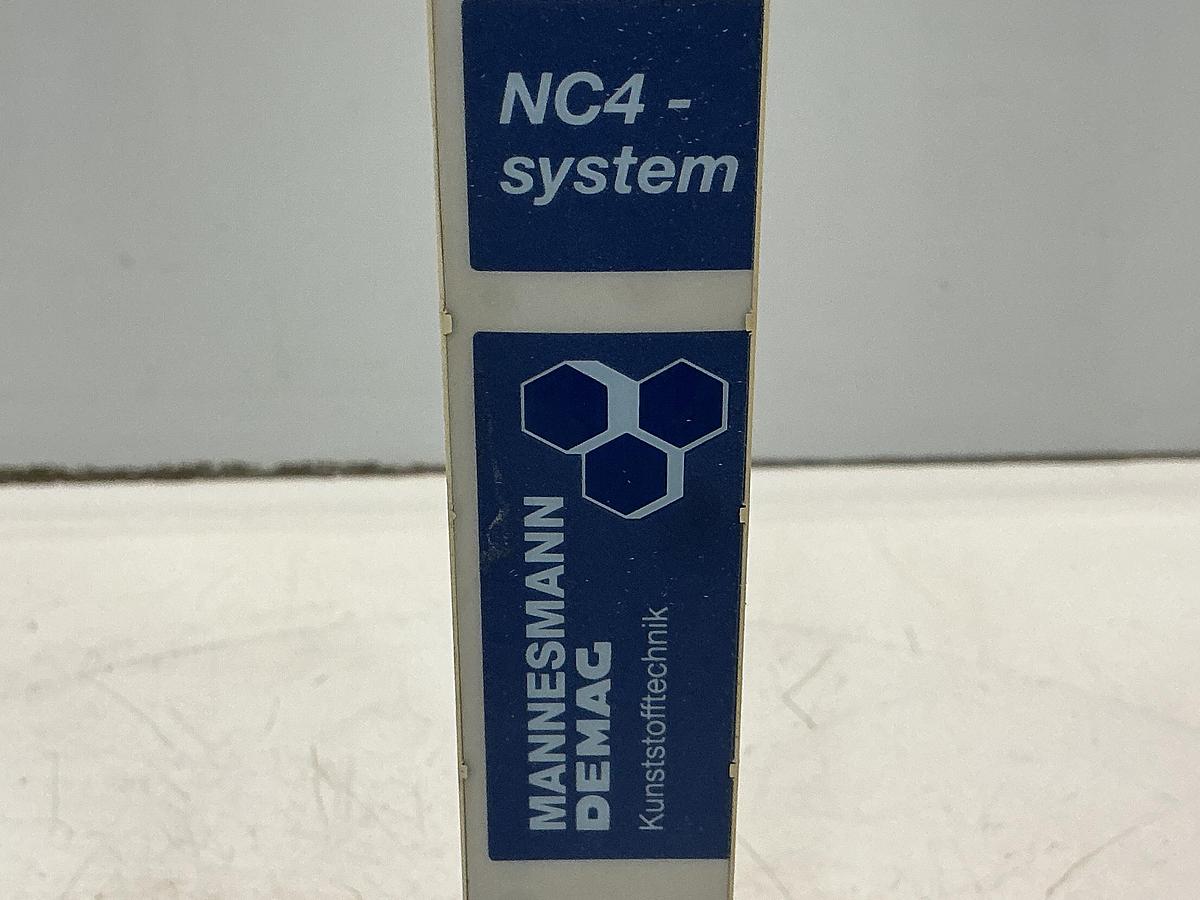 NC4 -
system
MANNESMANN
DEMAG
Kunststofftechnik